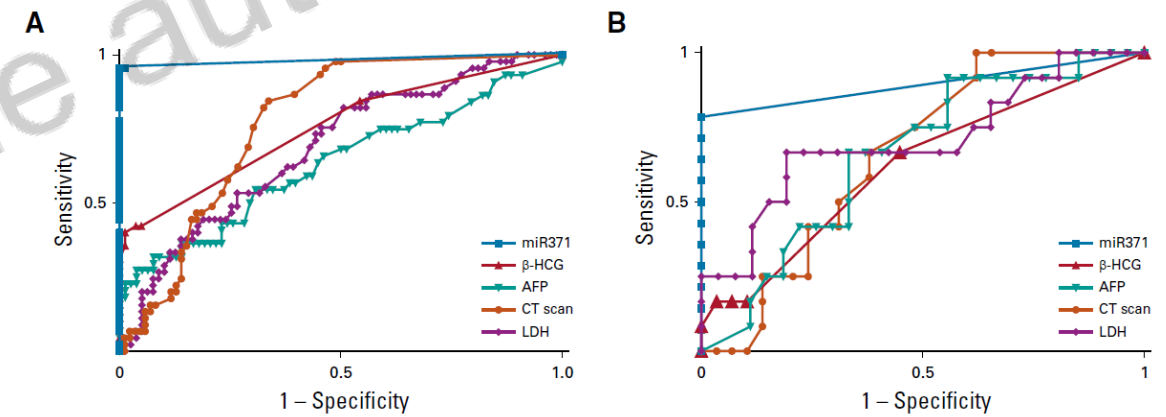 A
e au
1
0.5
Sensitivity
miR371
β-HCG
AFP
CT scan
LDH
0
0.5
1.0
1 – Specificity
B
1
0.5
Sensitivity
miR371
β-HCG
AFP
CT scan
LDH
0
0.5
1
1 – Specificity